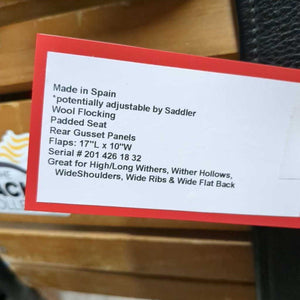 Made in Spain
*potentially adjustable by Saddler
Wool Flocking
Padded Seat
Rear Gusset Panels
Flaps: 17"L x 10"W
Serial # 201 426 18 32
Great for High/Long Withers, Wither Hollows,
WideShoulders, Wide Ribs & Wide Flat Back